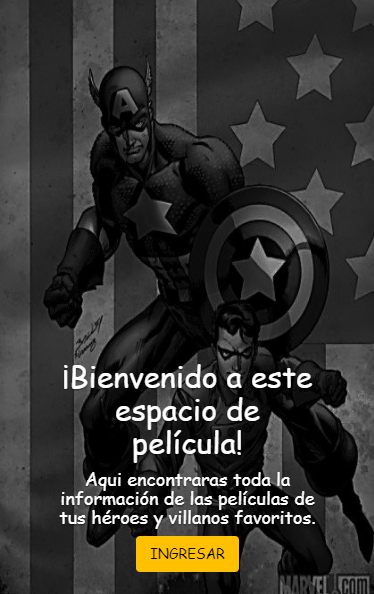 ¡Bienvenido a este
espacio de
película!
Aqui encontraras toda la
información de las películas de
tus héroes y villanos favoritos.
INGRESAR
MARVEL.com